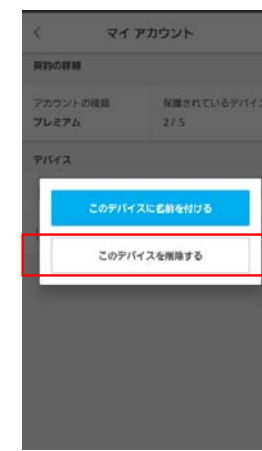 マイ アカウント
契約の詳細
アカウントの種類
保護されているデバイス
プレミアム
2 / 5
デバイス
このデバイスに名前を付ける
このデバイスを削除する